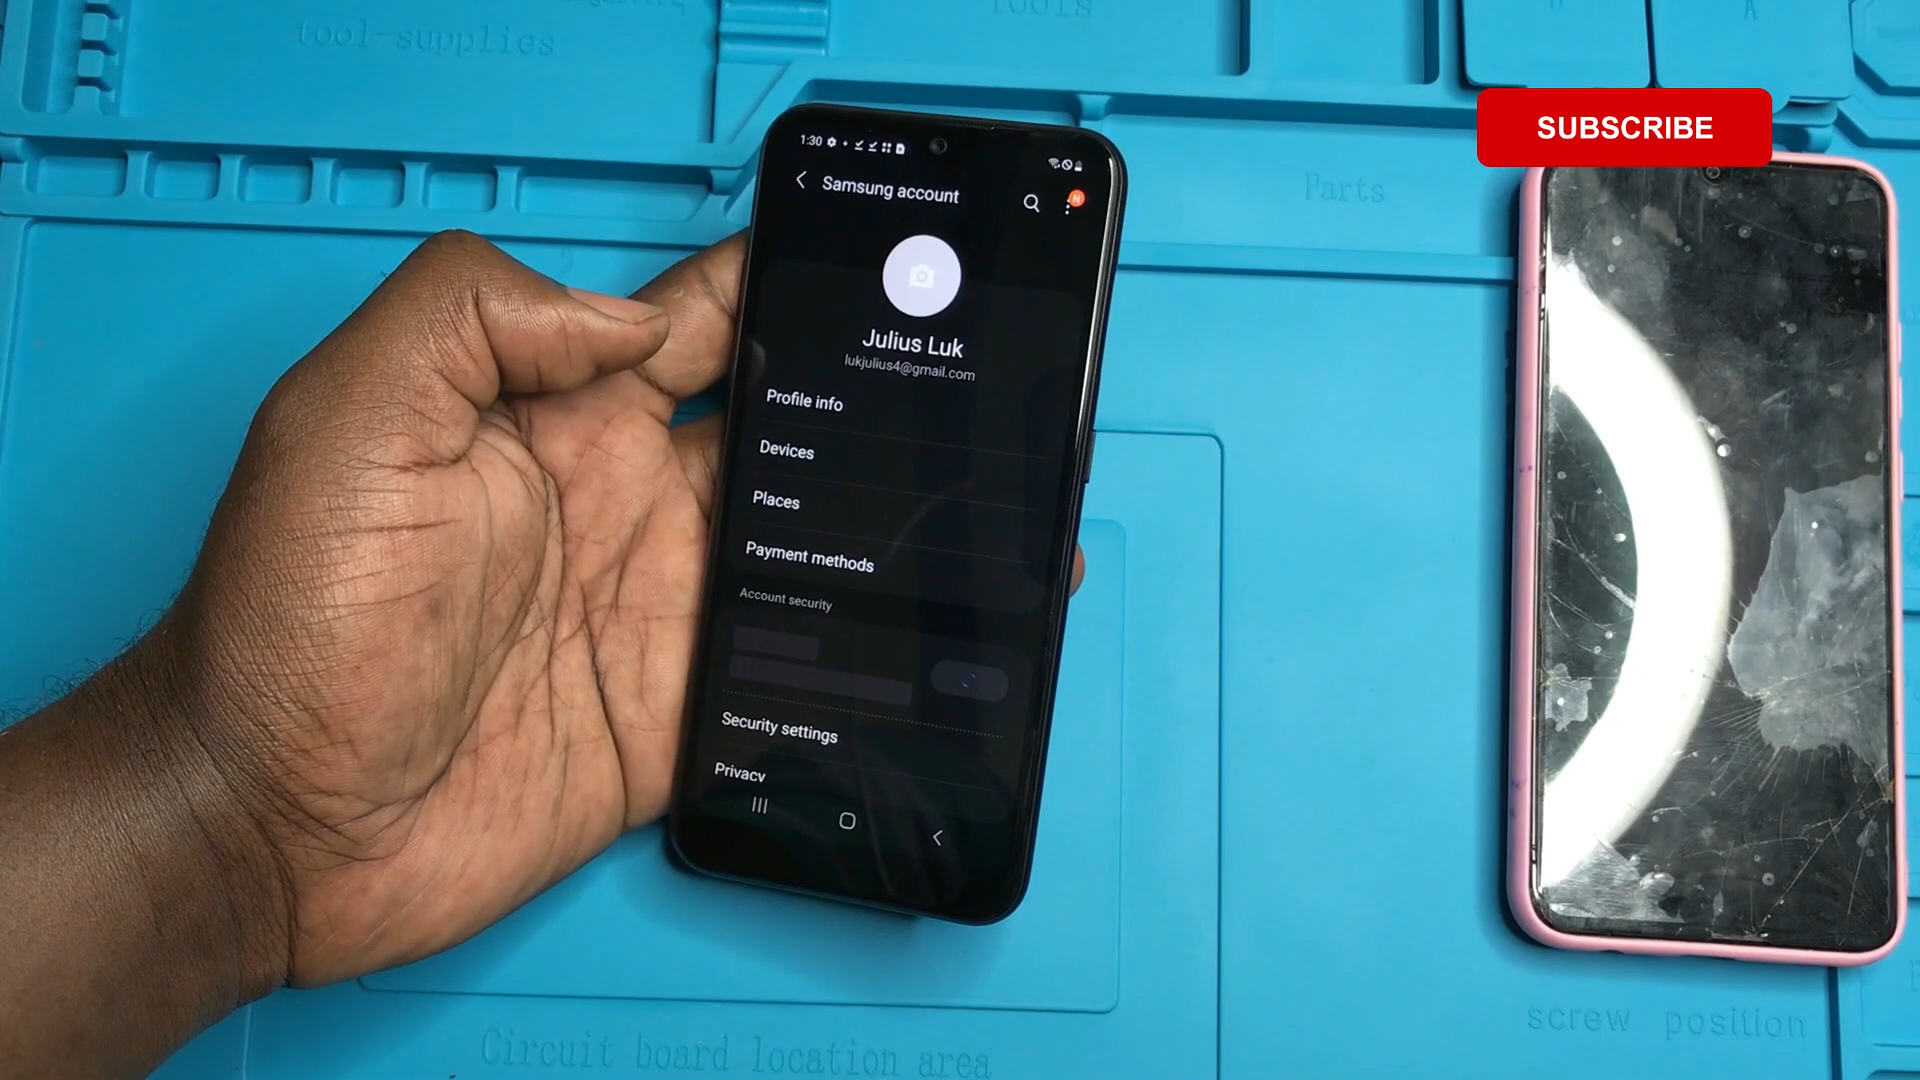 tool-supplies
Tools
A
SUBSCRIBE
Parts
1:30
Samsung account
N
Julius Luk
lukjulius4@gmail.com
Profile info
Devices
Places
Payment methods
Account security
Security settings
Privacy
screw position
Circuit board location area